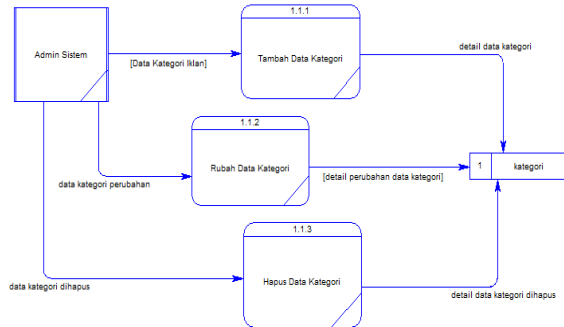 1.1.1
Admin Sistem
[Data Kategori Iklan]
Tambah Data Kategori
detail data kategori
1.1.2
Rubah Data Kategori
data kategori perubahan
[detail perubahan data kategori]
1
kategori
1.1.3
Hapus Data Kategori
data kategori dihapus
detail data kategori dihapus